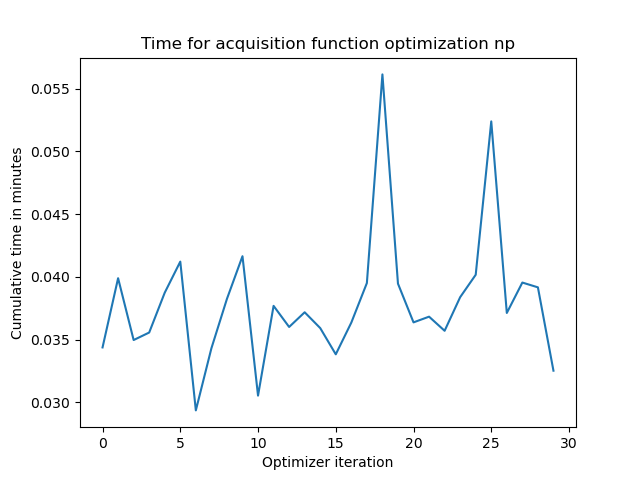 Time for acquisition function optimization np
0.055
0.050
0.045
0.040
0.035
0.030
Cumulative time in minutes
0 5 10 15 20 25 30
Optimizer iteration